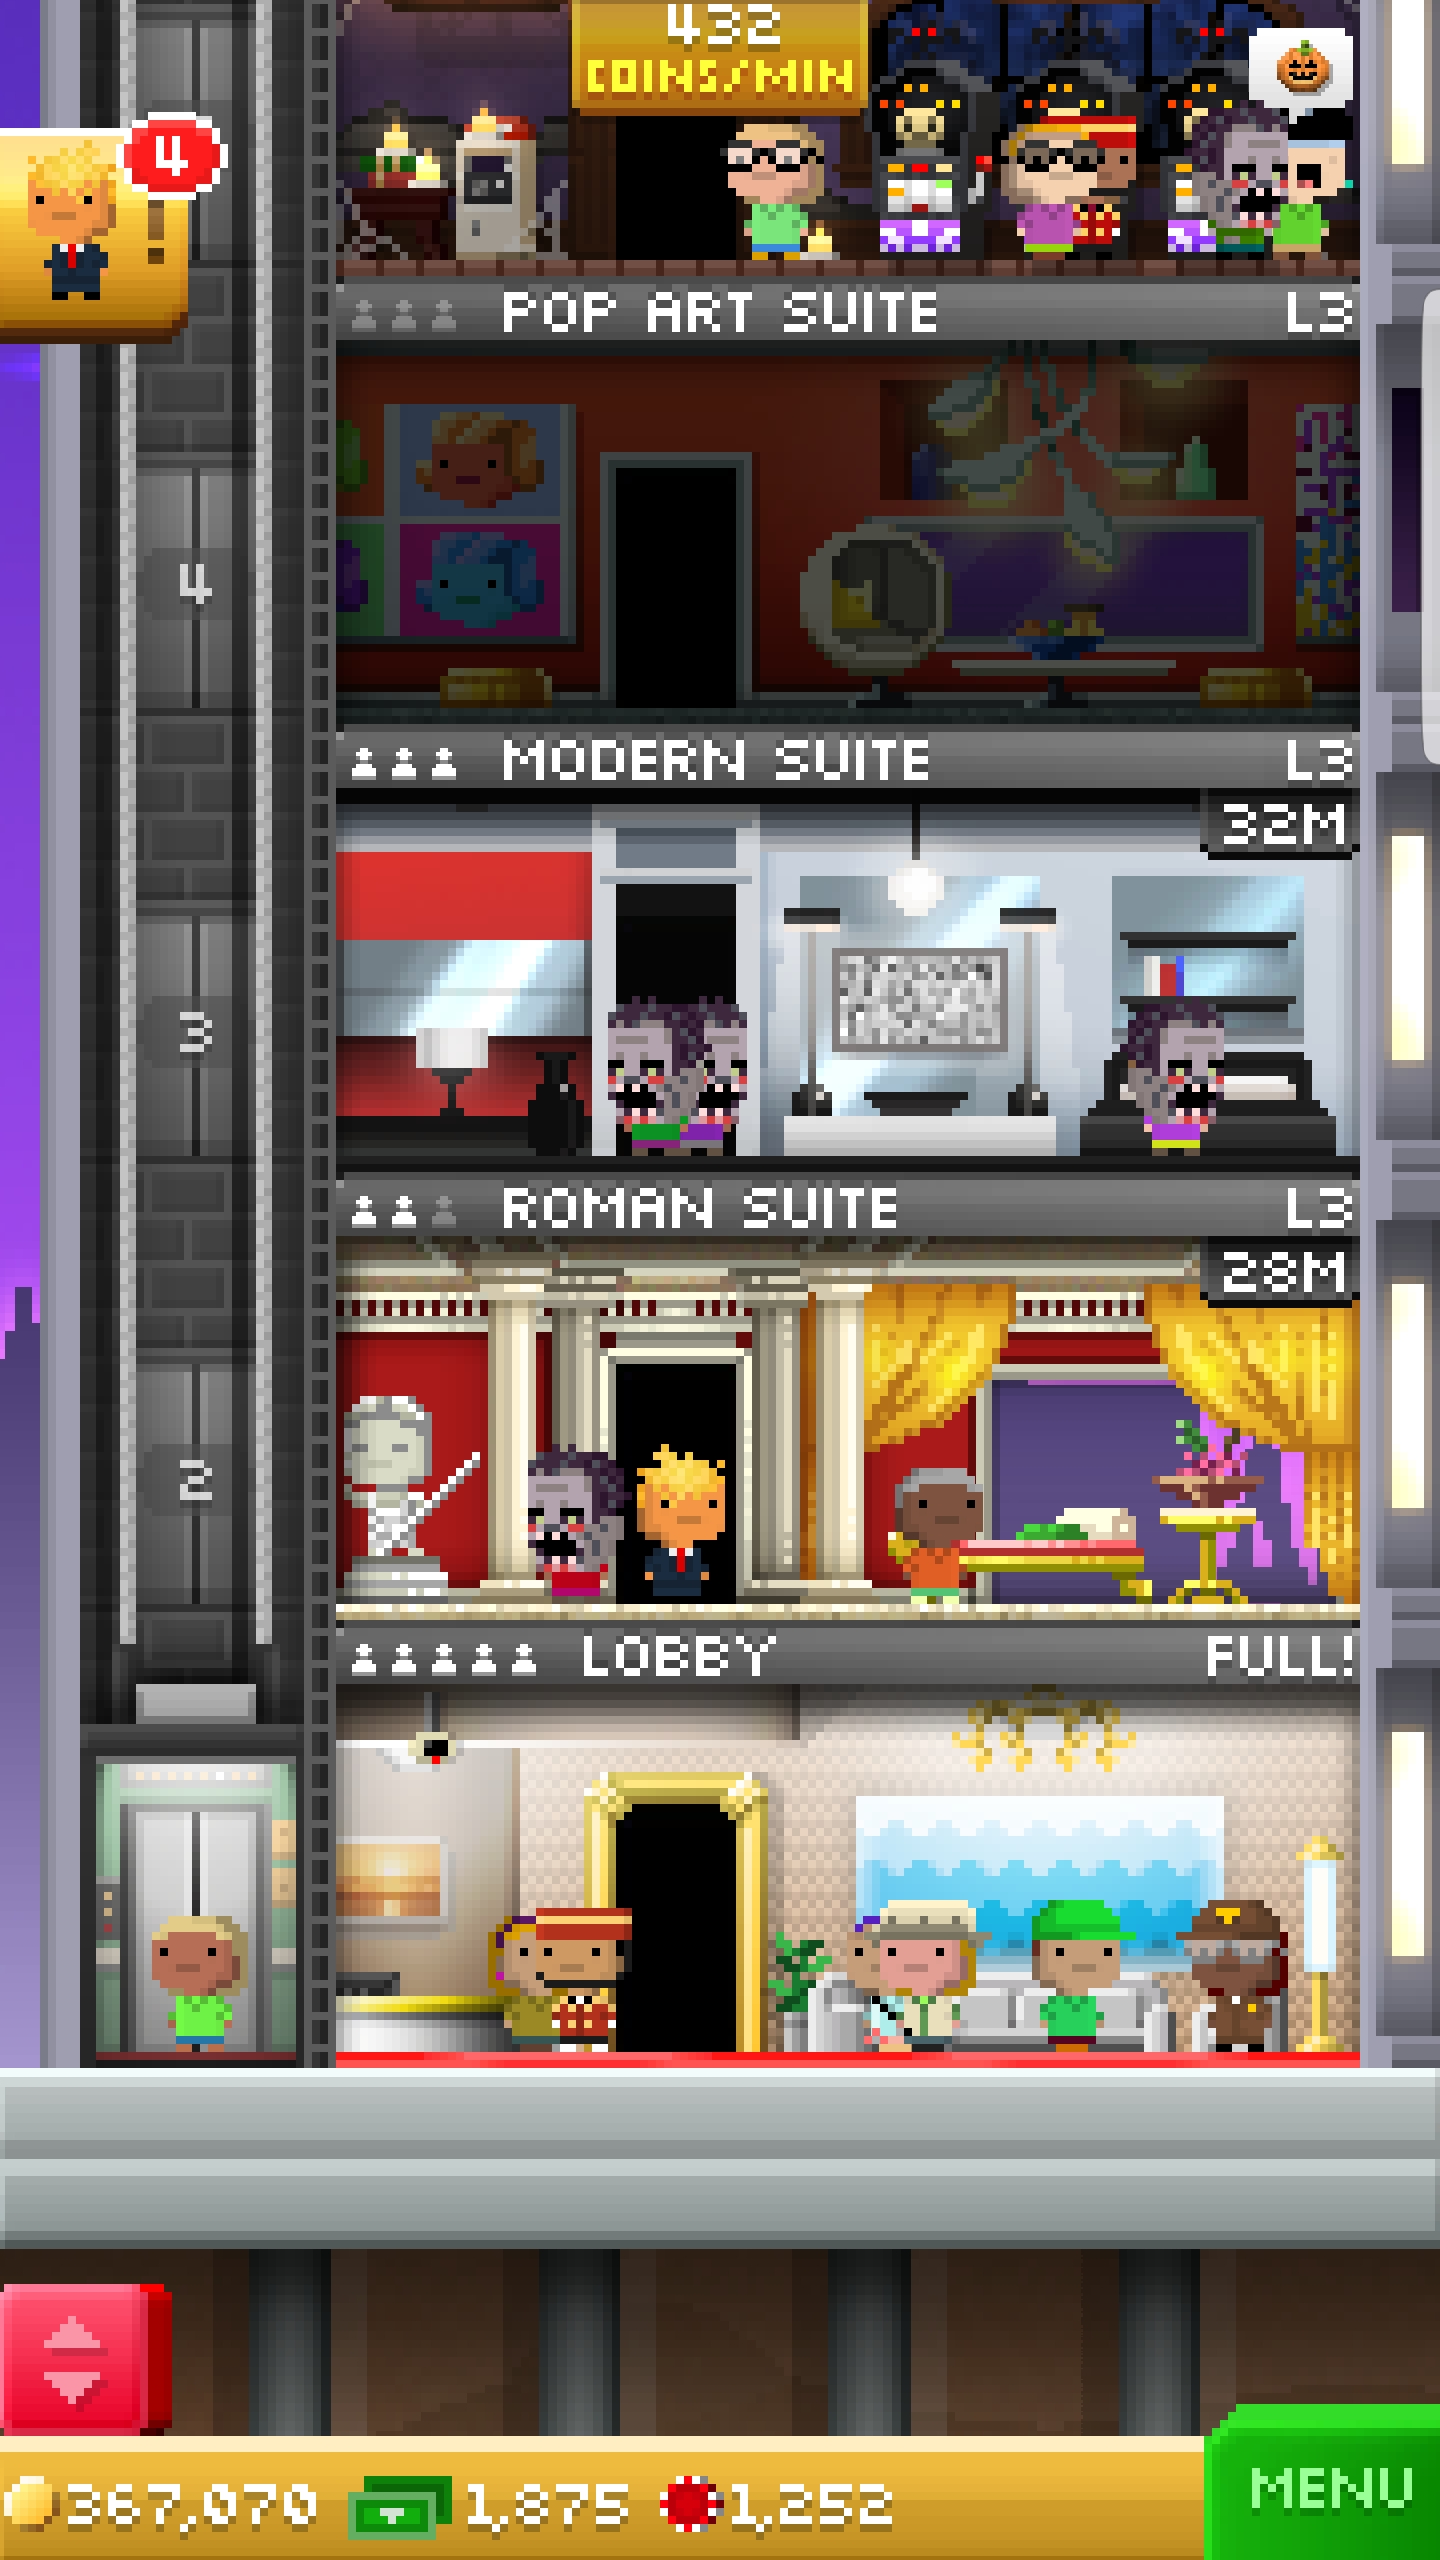 432
COINS/MIN
4
!
POP ART SUITE L3
4
MODERN SUITE L3
32M
3
ROMAN SUITE L3
28M
2
LOBBY FULL!
367,070 1,875 1,252
MENU